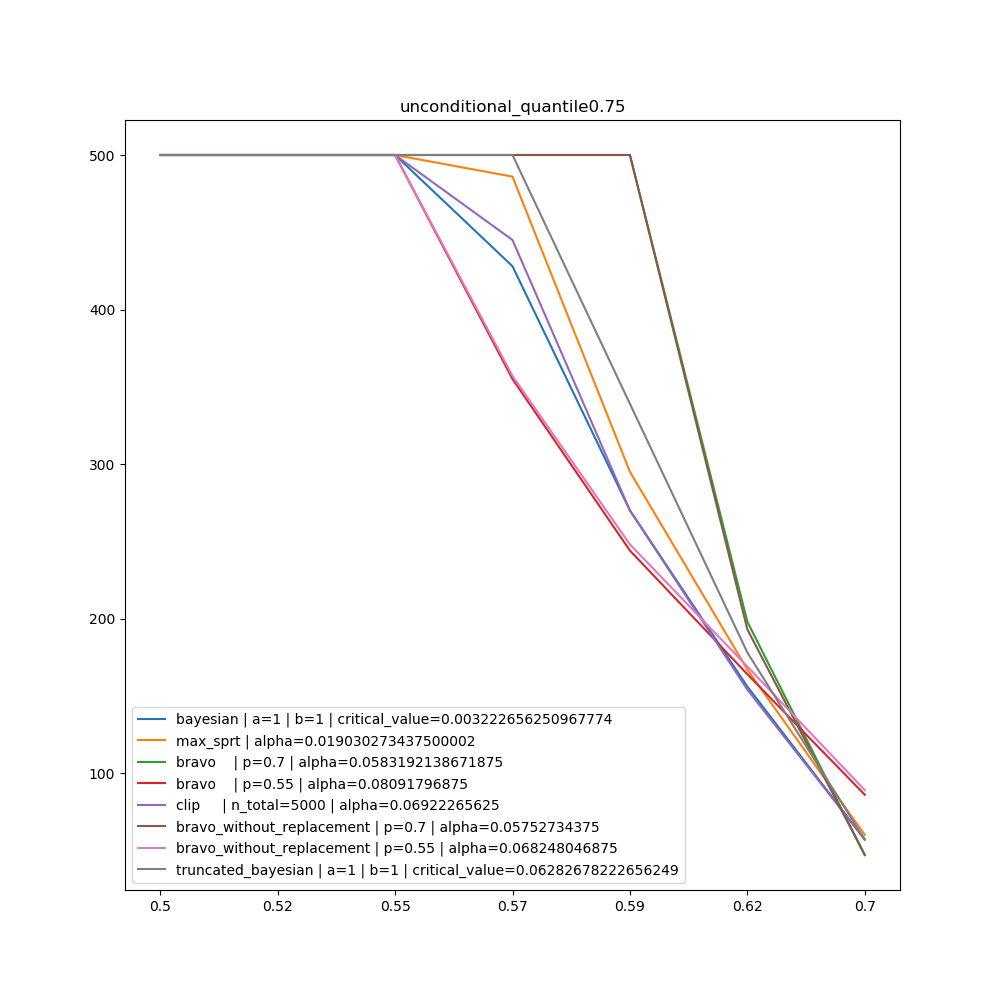 unconditional_quantile0.75
500
400
300
200
100
bayesian | a=1 | b=1 | critical_value=0.003222656250967774
max_sprt | alpha=0.019030273437500002
bravo | p=0.7 | alpha=0.0583192138671875
bravo | p=0.55 | alpha=0.08091796875
clip | n_total=5000 | alpha=0.06922265625
bravo_without_replacement | p=0.7 | alpha=0.05752734375
bravo_without_replacement | p=0.55 | alpha=0.068248046875
truncated_bayesian | a=1 | b=1 | critical_value=0.06282678222656249
0.5 0.52 0.55 0.57 0.59 0.62 0.7